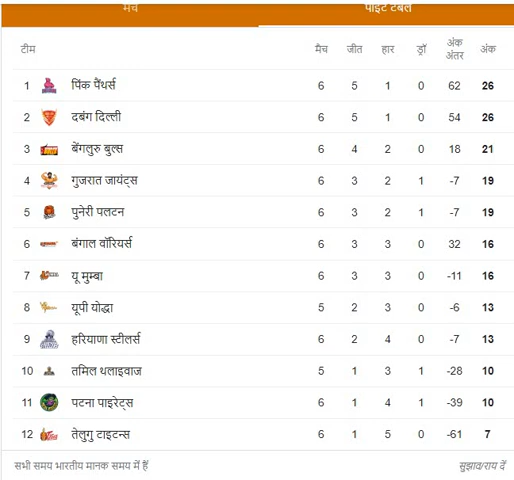 मैच पॉइंट टेबल
टीम मैच जीत हार ड्रॉ अंक अंतर अंक
1 पिंक पैंथर्स 6 5 1 0 62 26
2 दबंग दिल्ली 6 5 1 0 54 26
3 बेंगलुरु बुल्स 6 4 2 0 18 21
4 गुजरात जायंट्स 6 3 2 1 -7 19
5 पुनेरी पलटन 6 3 2 1 -7 19
6 बंगाल वॉरियर्स 6 3 3 0 32 16
7 यू मुम्बा 6 3 3 0 -11 16
8 यूपी योद्धा 5 2 3 0 -6 13
9 हरियाणा स्टीलर्स 6 2 4 0 -7 13
10 तमिल थलाइवाज 5 1 3 1 -28 10
11 पटना पाइरेट्स 6 1 4 1 -39 10
12 तेलुगु टाइटन्स 6 1 5 0 -61 7
सभी समय भारतीय मानक समय में हैं सुझाव/राय दें